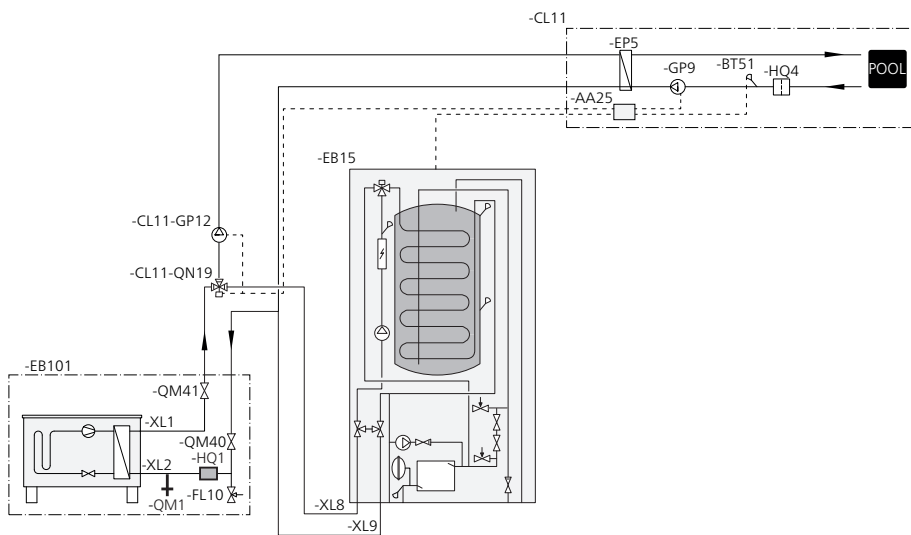 -CL11
-EP5
-GP9
-BT51
-HQ4
POOL
-AA25
-EB15
-CL11-GP12
-CL11-QN19
-EB101
-QM41
-XL1
-QM40
-XL2
-HQ1
-QM1
-FL10
-XL8
-XL9